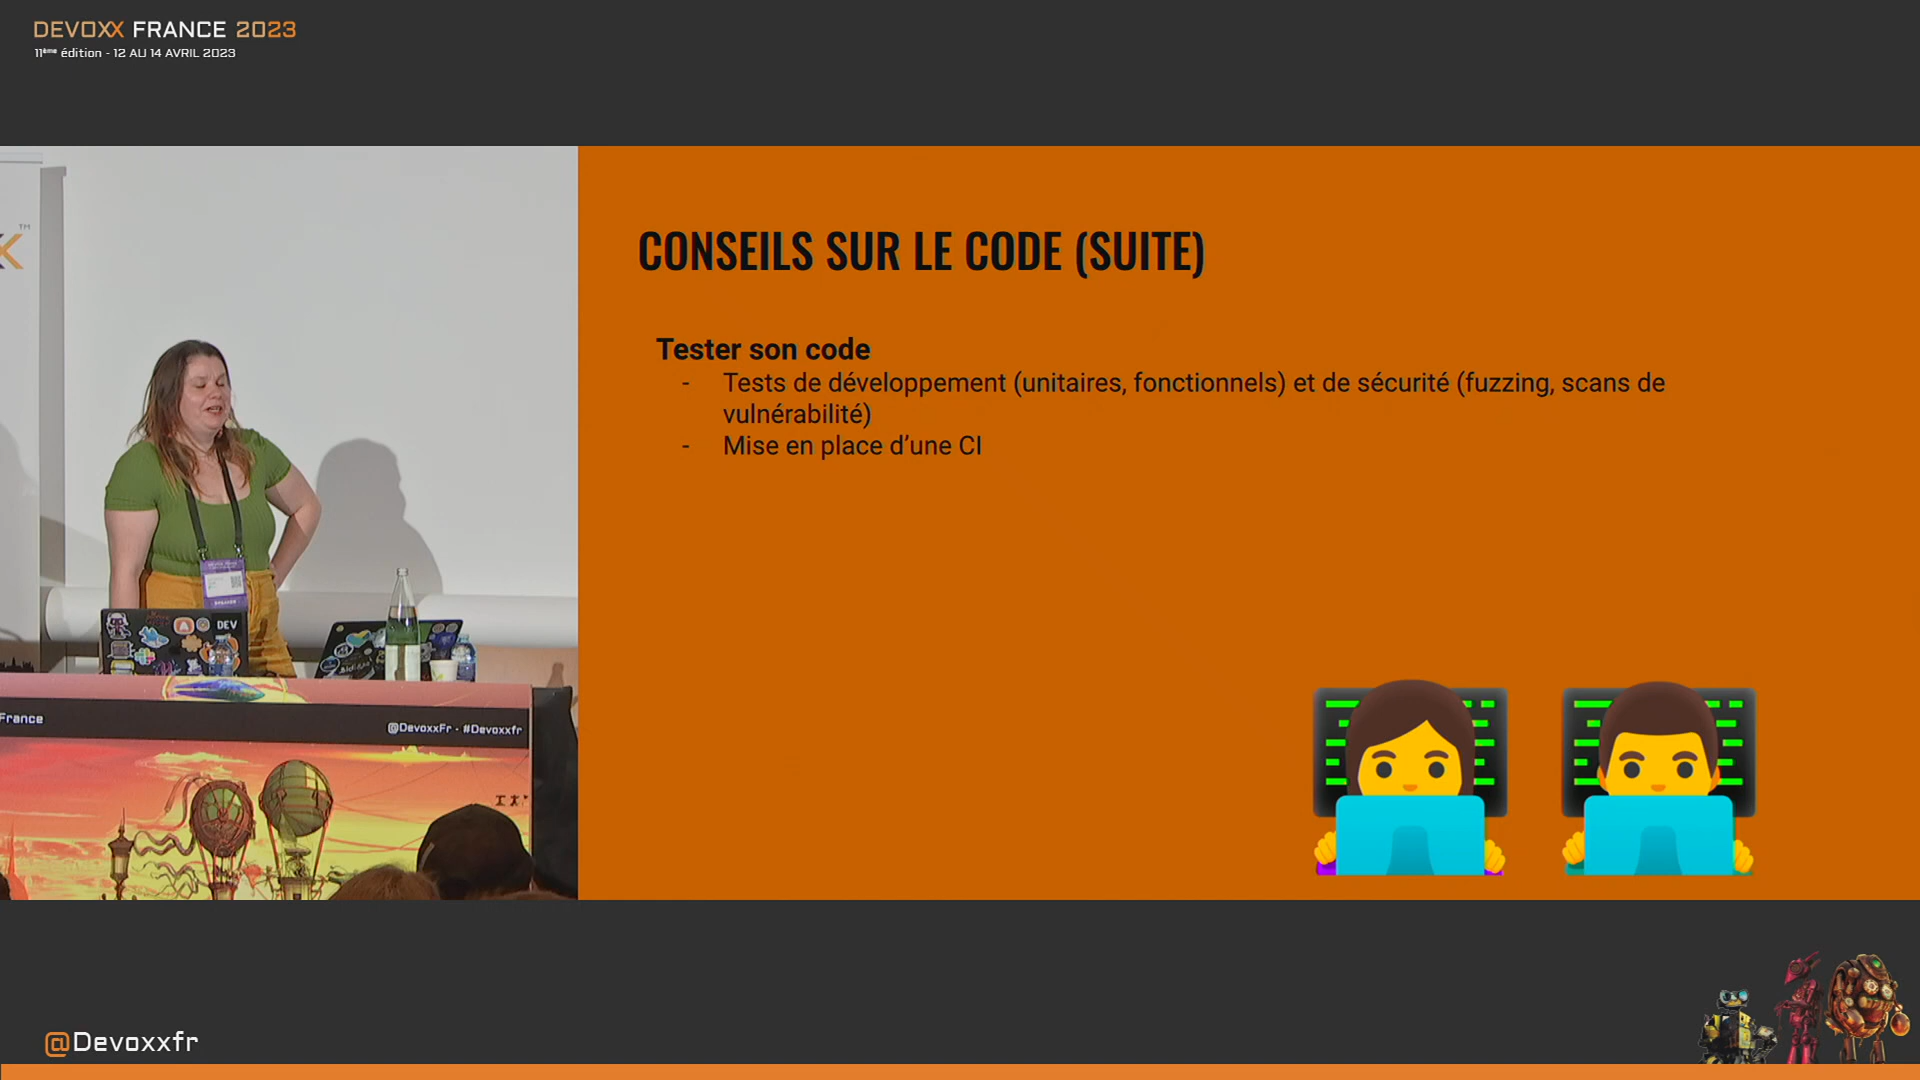 DEVOXX FRANCE 2023
11ème édition - 12 AU 14 AVRIL 2023
X™
CONSEILS SUR LE CODE (SUITE)
Tester son code
- Tests de développement (unitaires, fonctionnels) et de sécurité (fuzzing, scans de
vulnérabilité)
- Mise en place d’une CI
DEV
France
@DevoxxFr - #Devoxxfr
@Devoxxfr